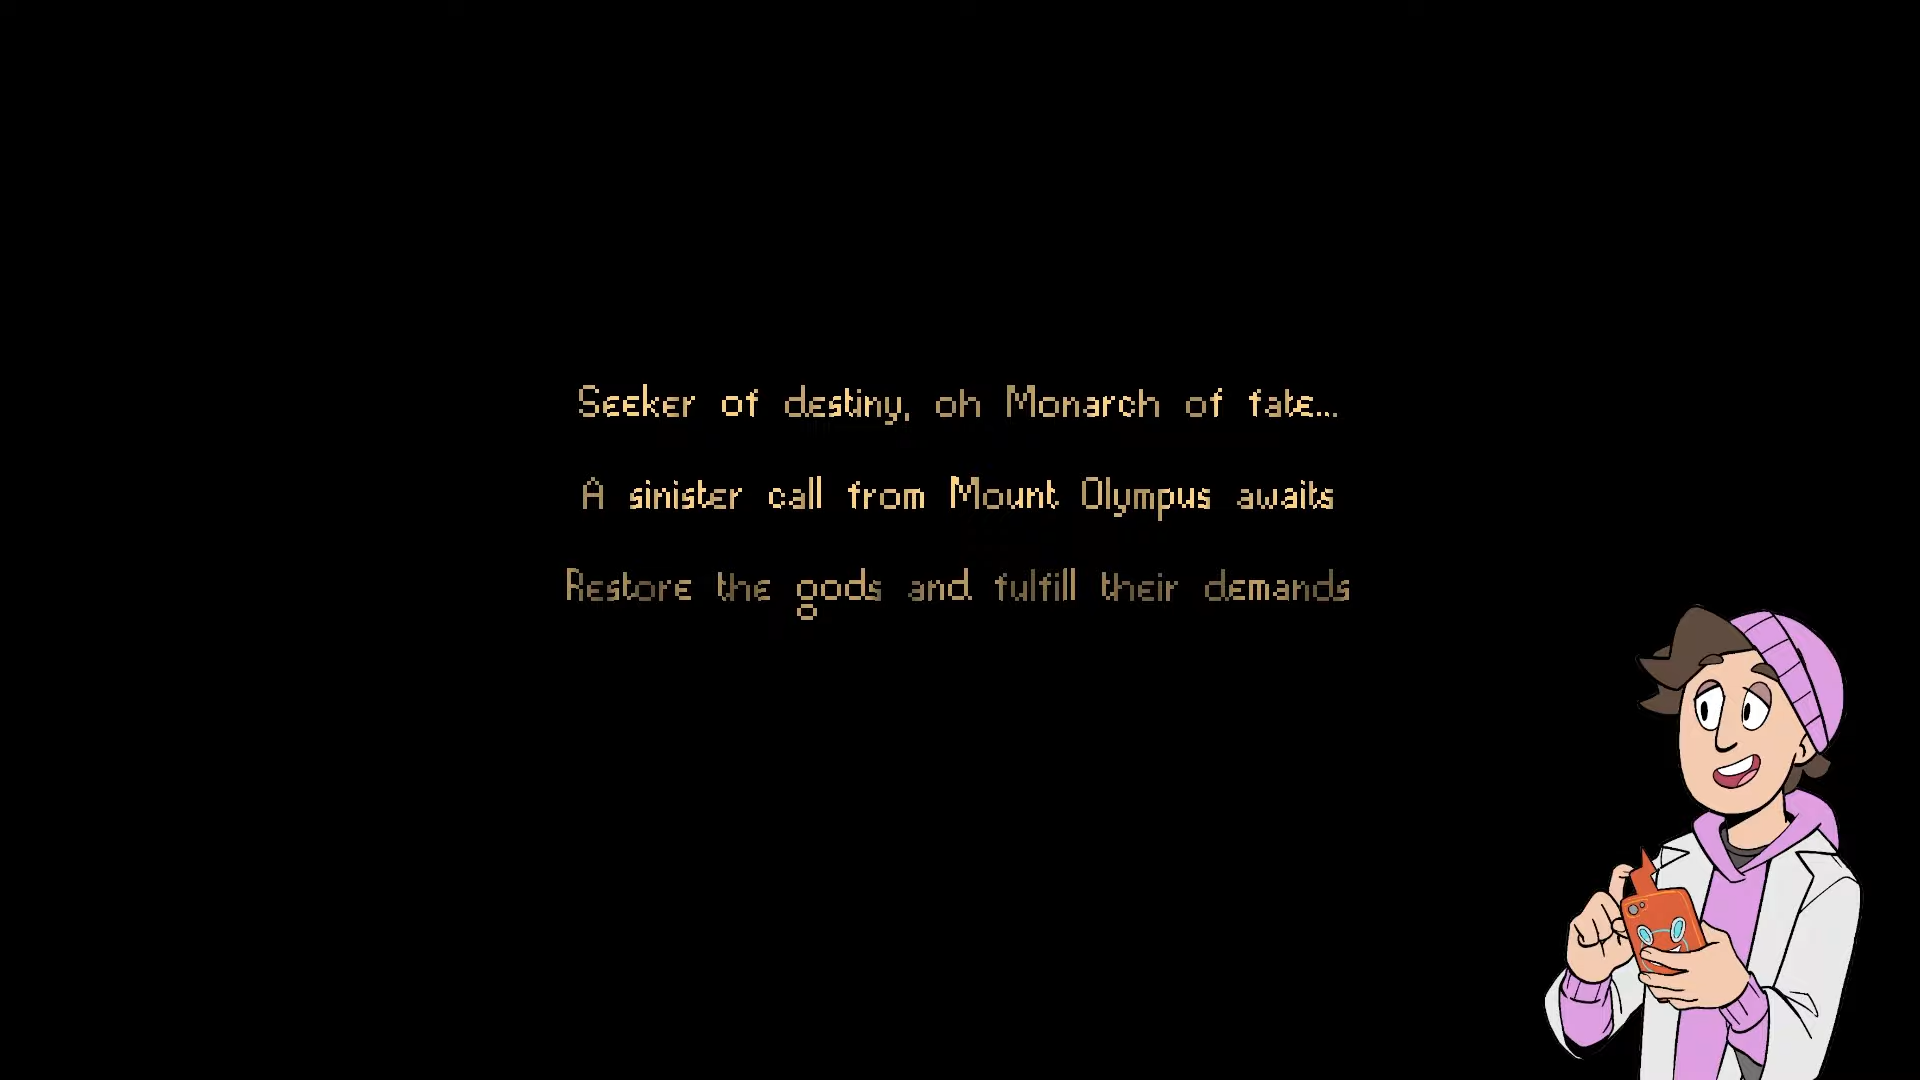 Seeker of destiny, oh Monarch of fate...
A sinister call from Mount Olympus awaits
Restore the gods and fulfill their demands